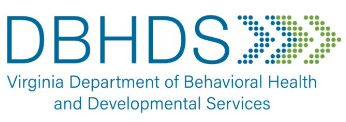 DBHDS
Virginia Department of Behavioral Health
and Developmental Services